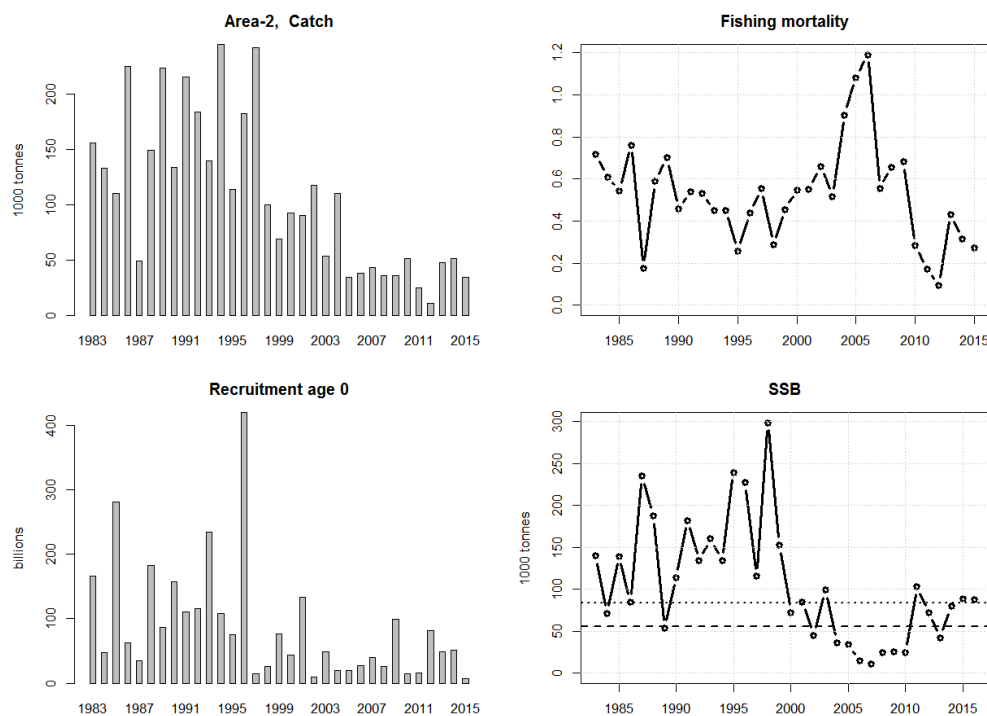 Area-2, Catch
1000 tonnes
0 50 100 150 200
1983 1987 1991 1995 1999 2003 2007 2011 2015
Fishing mortality
0.0 0.2 0.4 0.6 0.8 1.0 1.2
1985 1990 1995 2000 2005 2010 2015
Recruitment age 0
billions
0 100 200 300 400
1983 1987 1991 1995 1999 2003 2007 2011 2015
SSB
1000 tonnes
0 50 100 150 200 250 300
1985 1990 1995 2000 2005 2010 2015